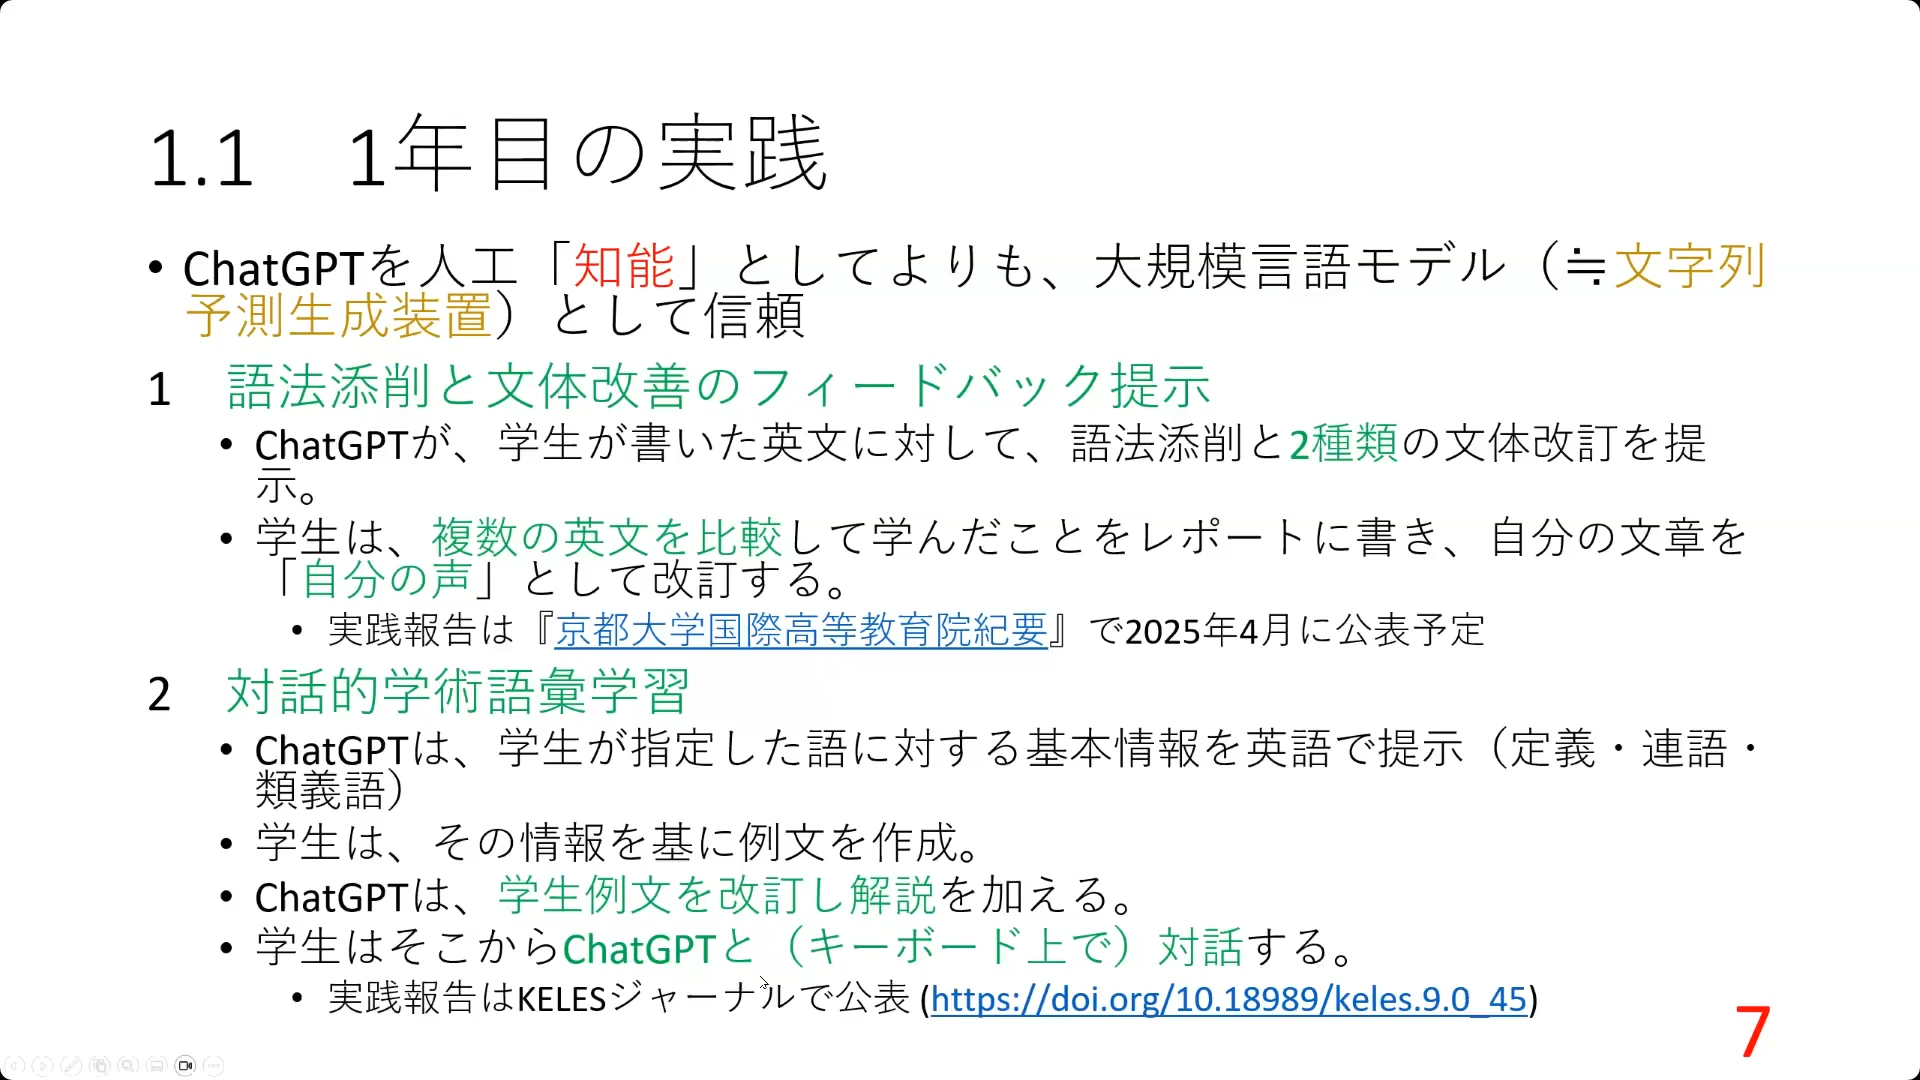 1.1　1年目の実践
• ChatGPTを人工「知能」としてよりも、大規模言語モデル（≒文字列
予測生成装置）として信頼
1　語法添削と文体改善のフィードバック提示
• ChatGPTが、学生が書いた英文に対して、語法添削と2種類の文体改訂を提
示。
• 学生は、複数の英文を比較して学んだことをレポートに書き、自分の文章を
「自分の声」として改訂する。
• 実践報告は『京都大学国際高等教育院紀要』で2025年4月に公表予定
2　対話的学術語彙学習
• ChatGPTは、学生が指定した語に対する基本情報を英語で提示（定義・連語・
類義語）
• 学生は、その情報を基に例文を作成。
• ChatGPTは、学生例文を改訂し解説を加える。
• 学生はそこからChatGPTと（キーボード上で）対話する。
• 実践報告はKELESジャーナルで公表 (https://doi.org/10.18989/keles.9.0_45)
7